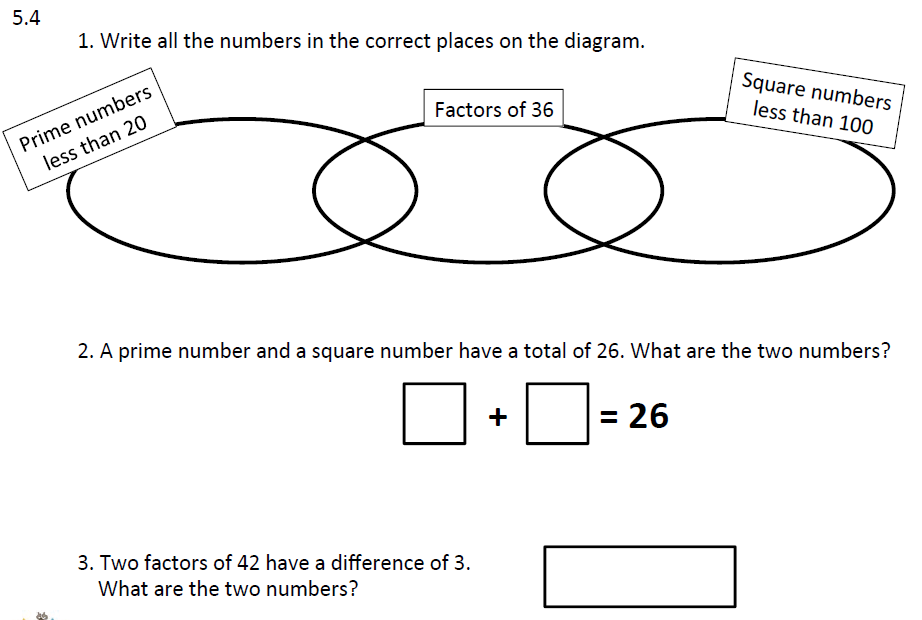 5.4
1. Write all the numbers in the correct places on the diagram.
Prime numbers
less than 20
Factors of 36
Square numbers
less than 100
2. A prime number and a square number have a total of 26. What are the two numbers?
+ = 26
3. Two factors of 42 have a difference of 3.
What are the two numbers?